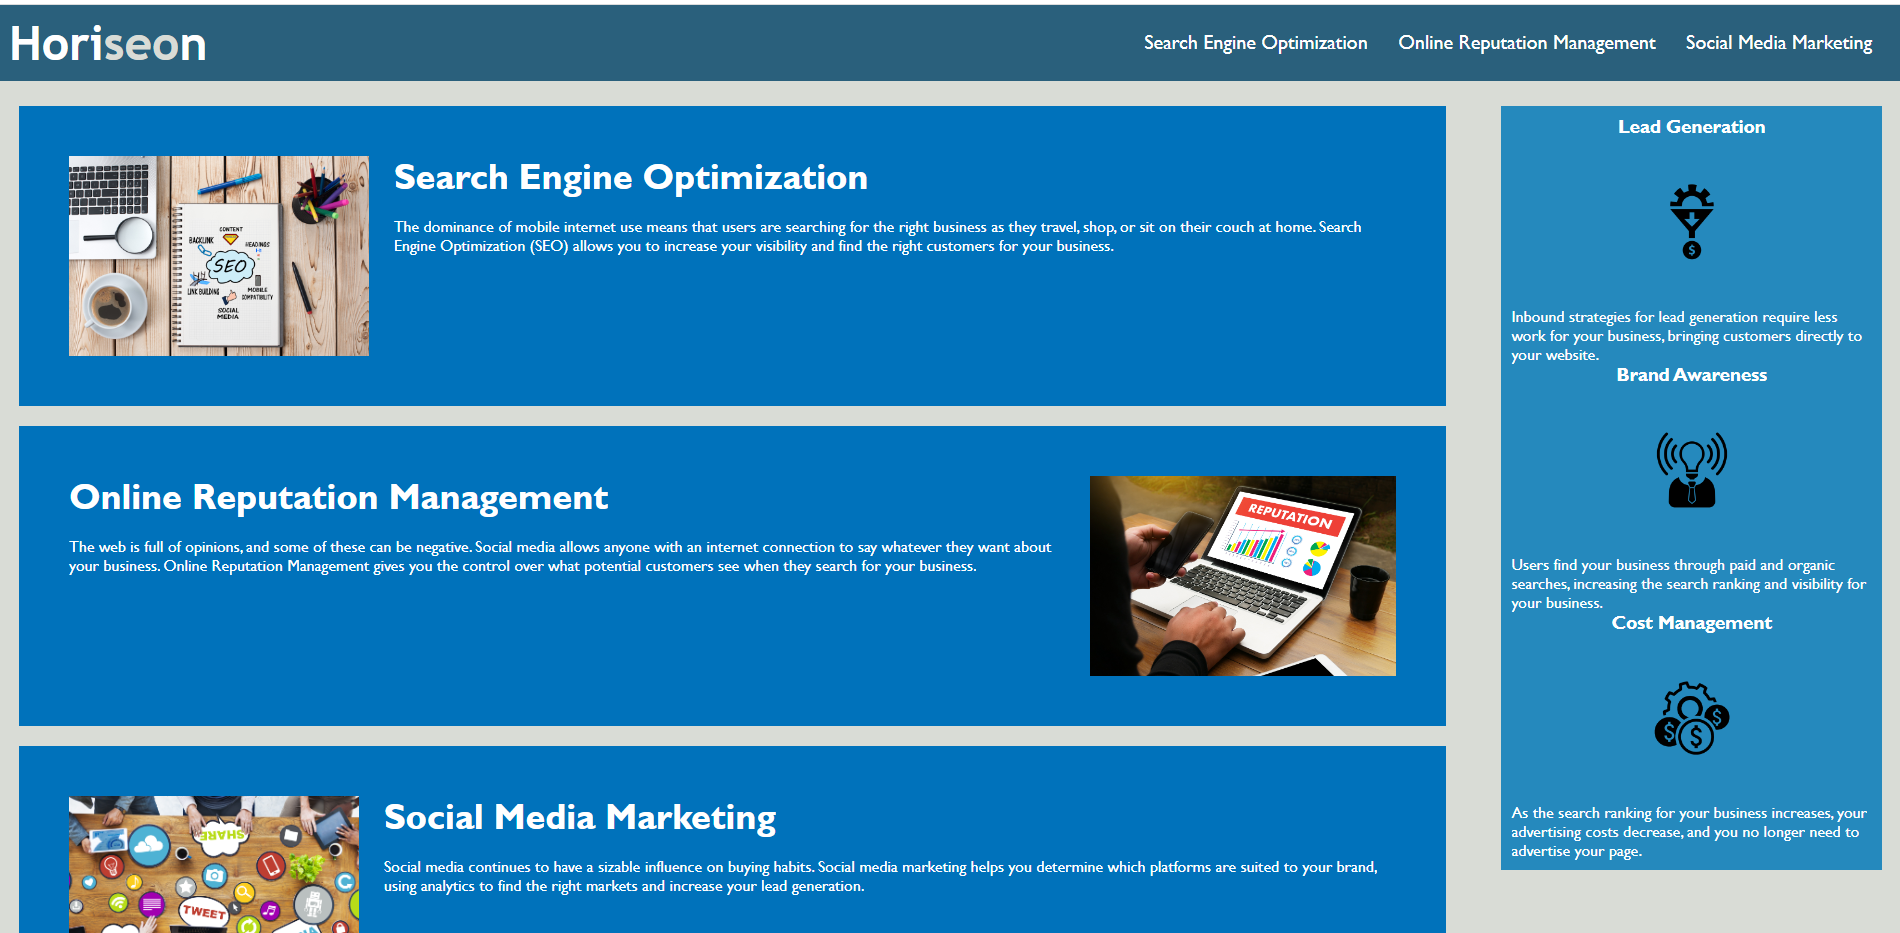 Horiseon
Search Engine Optimization
Online Reputation Management
Social Media Marketing
Search Engine Optimization
The dominance of mobile internet use means that users are searching for the right business as they travel, shop, or sit on their couch at home. Search
Engine Optimization (SEO) allows you to increase your visibility and find the right customers for your business.
CONTENT
BACKLINK
HEADINGS
SEO
LINK BUILDING
MOBILE
COMPATIBILITY
SOCIAL
MEDIA
Online Reputation Management
The web is full of opinions, and some of these can be negative. Social media allows anyone with an internet connection to say whatever they want about
your business. Online Reputation Management gives you the control over what potential customers see when they search for your business.
REPUTATION
Social Media Marketing
Social media continues to have a sizable influence on buying habits. Social media marketing helps you determine which platforms are suited to your brand,
using analytics to find the right markets and increase your lead generation.
SHARE
TWEET
Lead Generation
$
Inbound strategies for lead generation require less
work for your business, bringing customers directly to
your website.
Brand Awareness
Users find your business through paid and organic
searches, increasing the search ranking and visibility for
your business.
Cost Management
$ $ $
As the search ranking for your business increases, your
advertising costs decrease, and you no longer need to
advertise your page.